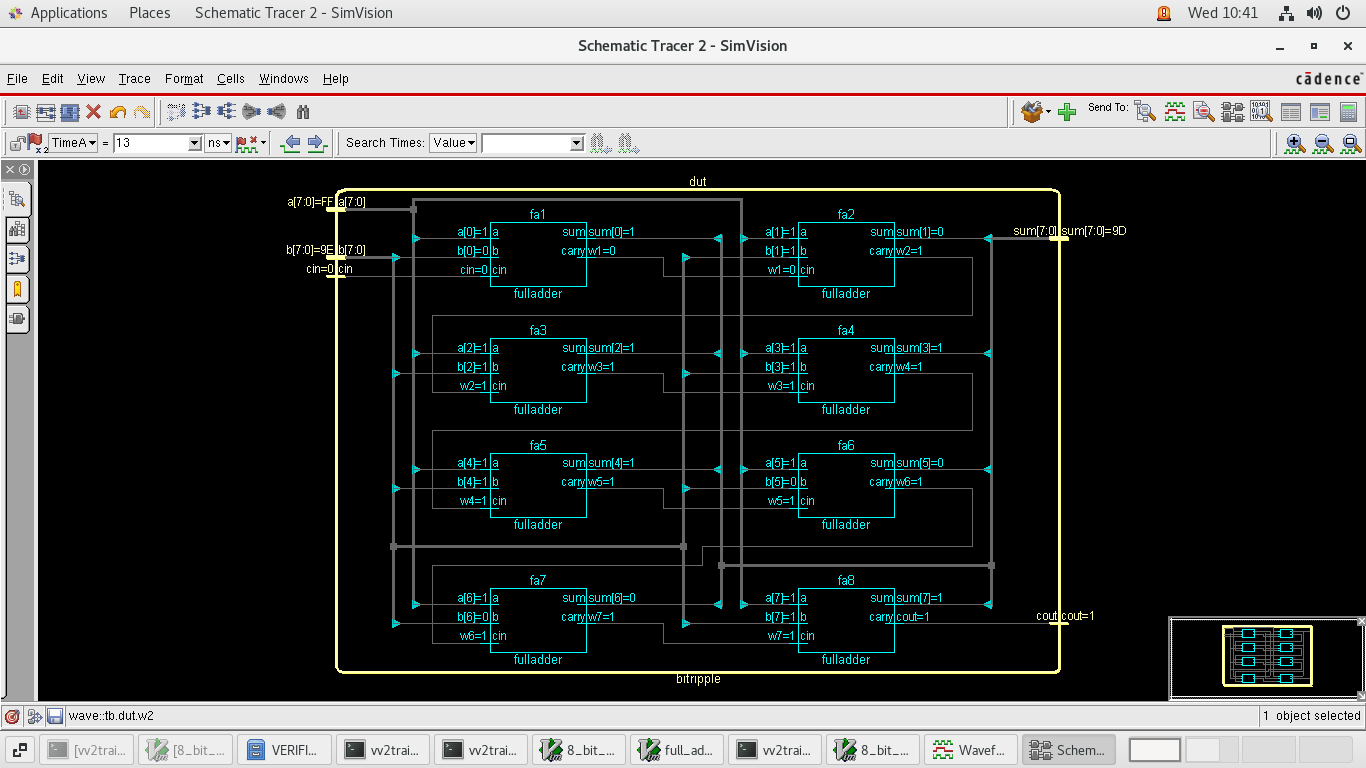 Applications Places Schematic Tracer 2 - SimVision Wed 10:41
Schematic Tracer 2 - SimVision
File Edit View Trace Format Cells Windows Help cādence
Send To:
TimeA = 13 ns Search Times: Value
dut
a[7:0]=FF a[7:0]
b[7:0]=9E b[7:0]
cin=0 cin
sum[7:0] sum[7:0]=9D
fa1
a[0]=1 a sum sum[0]=1
b[0]=0 b carry w1=0
cin=0 cin
fulladder
fa2
a[1]=1 a sum sum[1]=0
b[1]=1 b carry w2=1
w1=0 cin
fulladder
fa3
a[2]=1 a sum sum[2]=1
b[2]=1 b carry w3=1
w2=1 cin
fulladder
fa4
a[3]=1 a sum sum[3]=1
b[3]=1 b carry w4=1
w3=1 cin
fulladder
fa5
a[4]=1 a sum sum[4]=1
b[4]=1 b carry w5=1
w4=1 cin
fulladder
fa6
a[5]=1 a sum sum[5]=0
b[5]=0 b carry w6=1
w5=1 cin
fulladder
fa7
a[6]=1 a sum sum[6]=0
b[6]=0 b carry w7=1
w6=1 cin
fulladder
fa8
a[7]=1 a sum sum[7]=1
b[7]=1 b carry cout=1
w7=1 cin
fulladder
cout cout=1
bitripple
wave::tb.dut.w2 1 object selected
[vv2trai... [8_bit_... VERIFI... vv2trai... vv2trai... 8_bit_... full_ad... vv2trai... 8_bit_... Wavef... Schem...